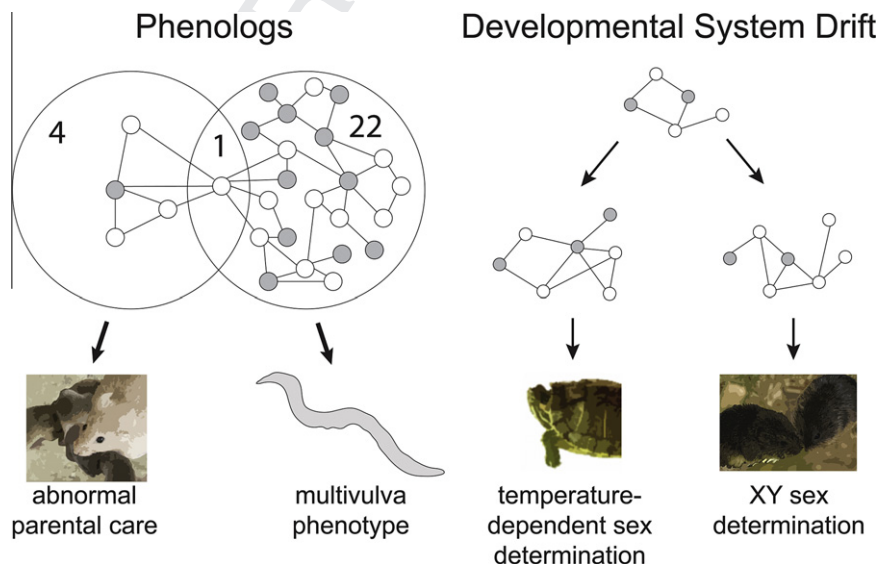 Phenologs
Developmental System Drift
4
1
22
abnormal
parental care
multivulva
phenotype
temperature-
dependent sex
determination
XY sex
determination